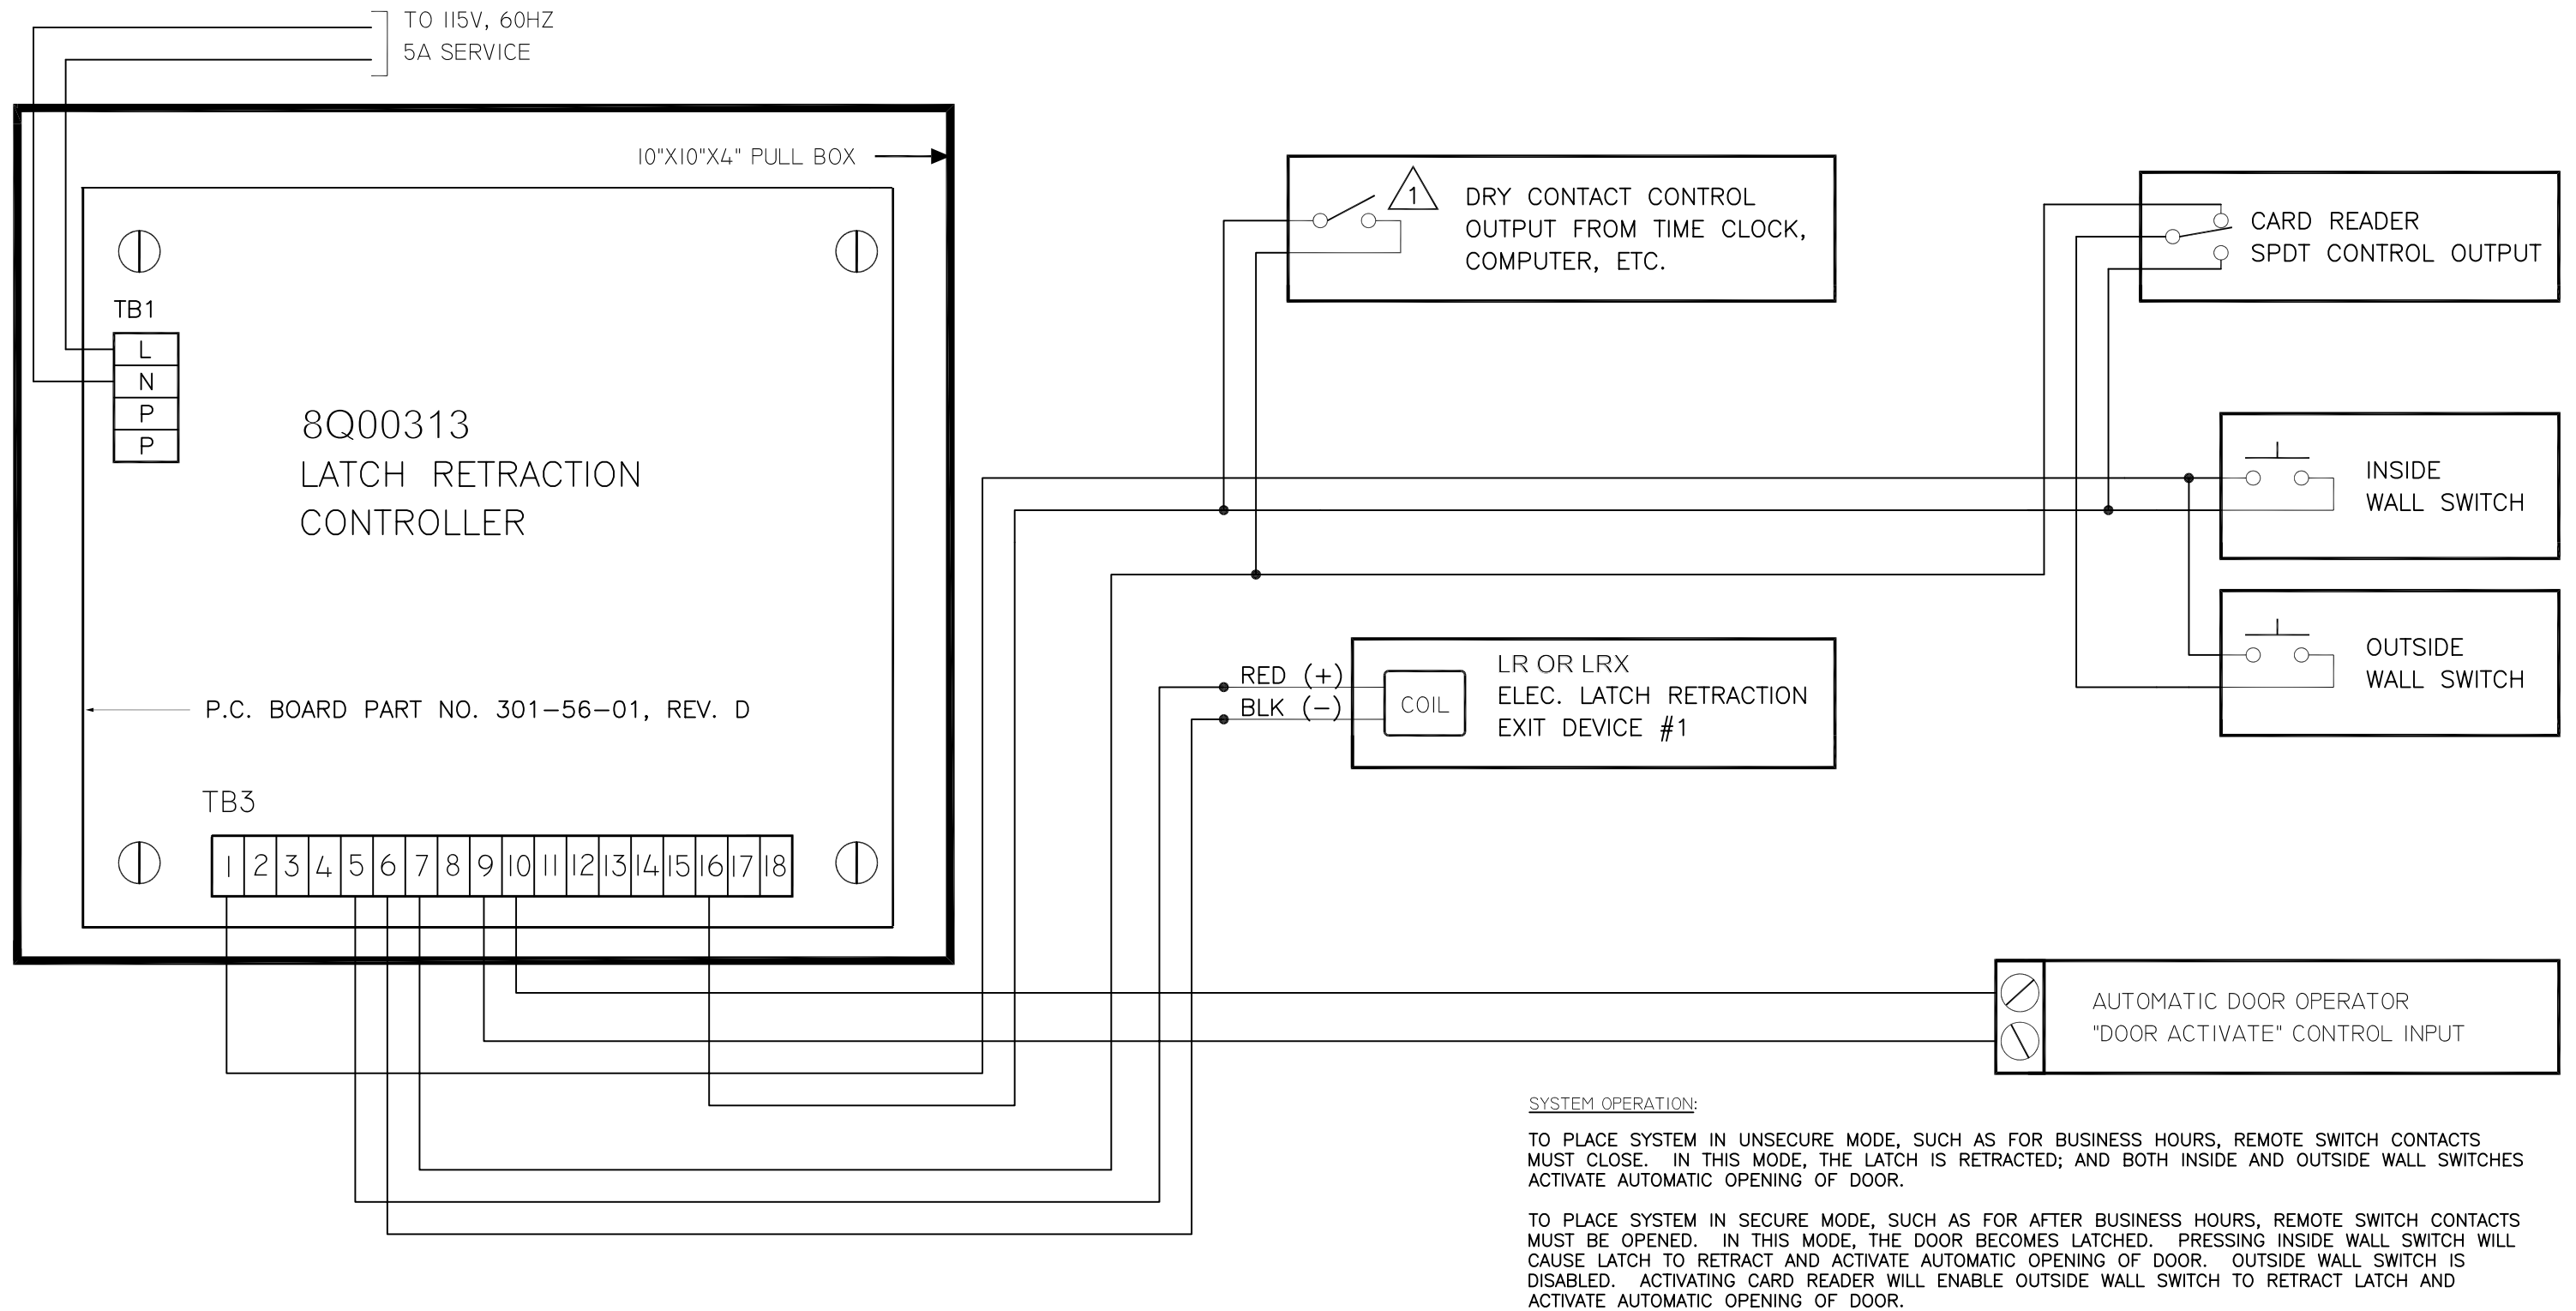 TO 115V, 60HZ
5A SERVICE
10"X10"X4" PULL BOX
TB1
L
N
P
P
8Q00313
LATCH RETRACTION
CONTROLLER
P.C. BOARD PART NO. 301-56-01, REV. D
TB3
1 2 3 4 5 6 7 8 9 10 11 12 13 14 15 16 17 18
1
DRY CONTACT CONTROL
OUTPUT FROM TIME CLOCK,
COMPUTER, ETC.
CARD READER
SPDT CONTROL OUTPUT
INSIDE
WALL SWITCH
OUTSIDE
WALL SWITCH
RED (+)
BLK (-)
COIL
LR OR LRX
ELEC. LATCH RETRACTION
EXIT DEVICE #1
AUTOMATIC DOOR OPERATOR
"DOOR ACTIVATE" CONTROL INPUT
SYSTEM OPERATION:
TO PLACE SYSTEM IN UNSECURE MODE, SUCH AS FOR BUSINESS HOURS, REMOTE SWITCH CONTACTS
MUST CLOSE. IN THIS MODE, THE LATCH IS RETRACTED; AND BOTH INSIDE AND OUTSIDE WALL SWITCHES
ACTIVATE AUTOMATIC OPENING OF DOOR.
TO PLACE SYSTEM IN SECURE MODE, SUCH AS FOR AFTER BUSINESS HOURS, REMOTE SWITCH CONTACTS
MUST BE OPENED. IN THIS MODE, THE DOOR BECOMES LATCHED. PRESSING INSIDE WALL SWITCH WILL
CAUSE LATCH TO RETRACT AND ACTIVATE AUTOMATIC OPENING OF DOOR. OUTSIDE WALL SWITCH IS
DISABLED. ACTIVATING CARD READER WILL ENABLE OUTSIDE WALL SWITCH TO RETRACT LATCH AND
ACTIVATE AUTOMATIC OPENING OF DOOR.